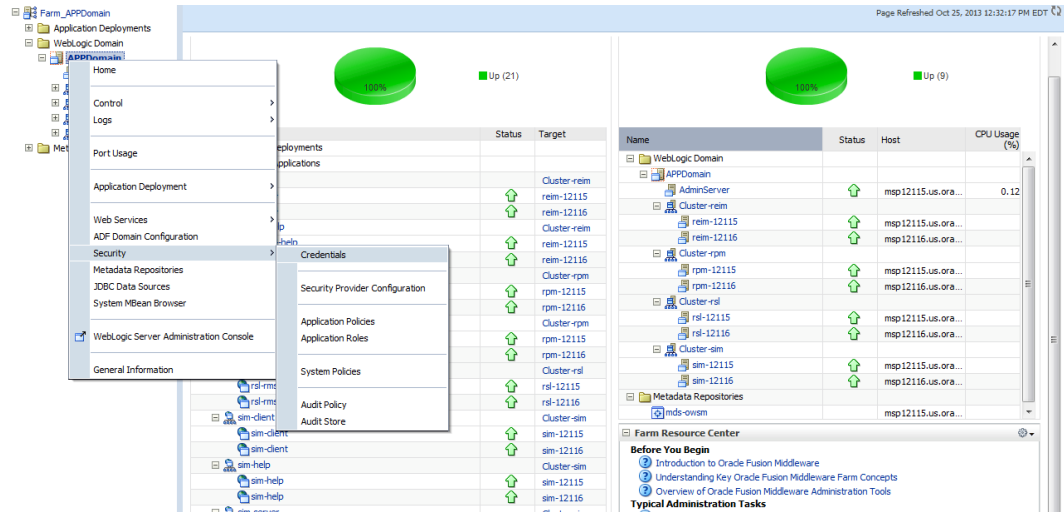 Farm_APPDomain
Page Refreshed Oct 25, 2013 12:32:17 PM EDT
Application Deployments
WebLogic Domain
APPDomain
Met
Home
Control
Logs
Port Usage
Application Deployment
Web Services
ADF Domain Configuration
Security
Metadata Repositories
JDBC Data Sources
System MBean Browser
WebLogic Server Administration Console
General Information
Credentials
Security Provider Configuration
Application Policies
Application Roles
System Policies
Audit Policy
Audit Store
100%
Up (21)
Status Target
eployments
pplications
Cluster-reim
reim-12115
reim-12116
lp Cluster-reim
-help reim-12115
reim-12116
Cluster-rpm
rpm-12115
rpm-12116
Cluster-rpm
rpm-12115
rpm-12116
Cluster-rsl
rsl-rms rsl-12115
rsl-rms rsl-12116
sim-client Cluster-sim
sim-client sim-12115
sim-client sim-12116
sim-help Cluster-sim
sim-help sim-12115
sim-help sim-12116
100%
Up (9)
Name Status Host CPU Usage (%)
WebLogic Domain
APPDomain
AdminServer msp12115.us.ora... 0.12
Cluster-reim
reim-12115 msp12115.us.ora...
reim-12116 msp12116.us.ora...
Cluster-rpm
rpm-12115 msp12115.us.ora...
rpm-12116 msp12116.us.ora...
Cluster-rsl
rsl-12115 msp12115.us.ora...
rsl-12116 msp12116.us.ora...
Cluster-sim
sim-12115 msp12115.us.ora...
sim-12116 msp12116.us.ora...
Metadata Repositories
mds-owsm msp12115.us.ora...
Farm Resource Center
Before You Begin
Introduction to Oracle Fusion Middleware
Understanding Key Oracle Fusion Middleware Farm Concepts
Overview of Oracle Fusion Middleware Administration Tools
Typical Administration Tasks